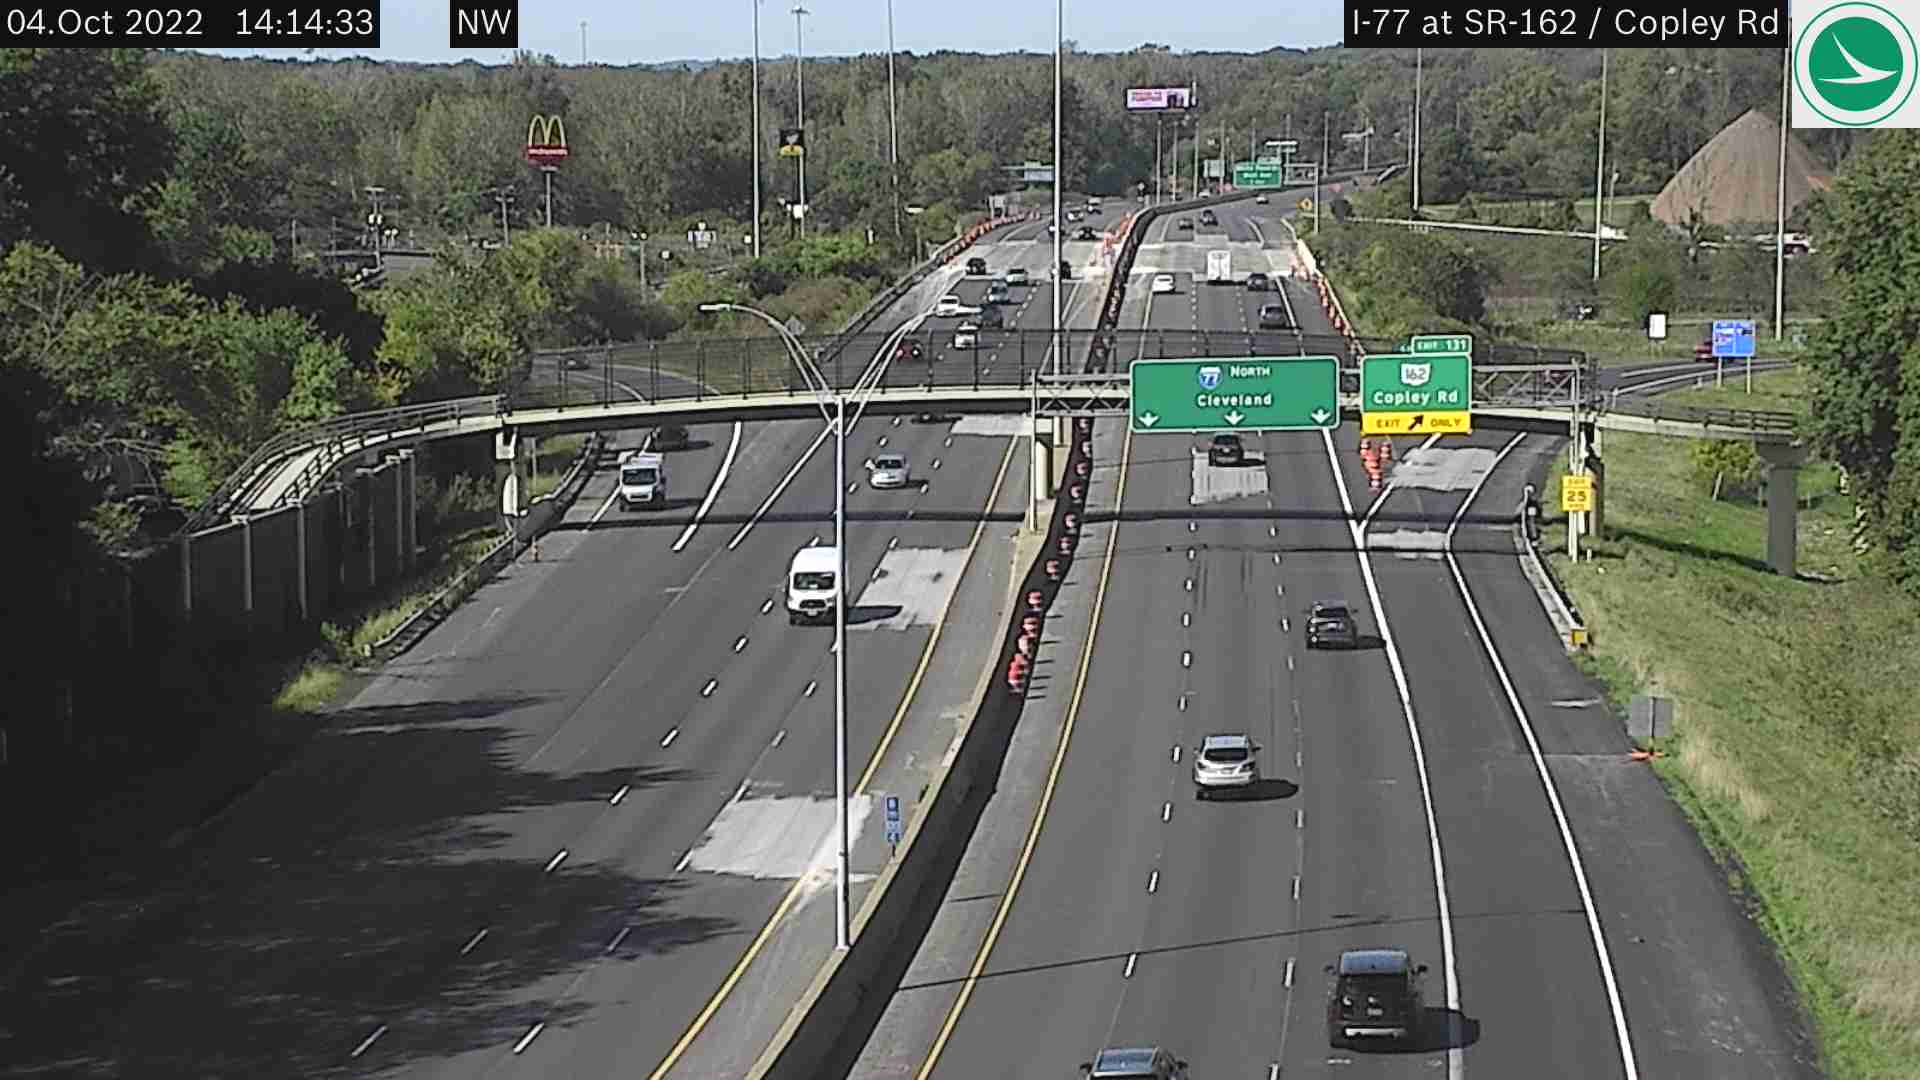 04.Oct 2022 14:14:33
NW
I-77 at SR-162 / Copley Rd
McDonald's
EXIT 131
77 NORTH
Cleveland
162
Copley Rd
EXIT ONLY
25